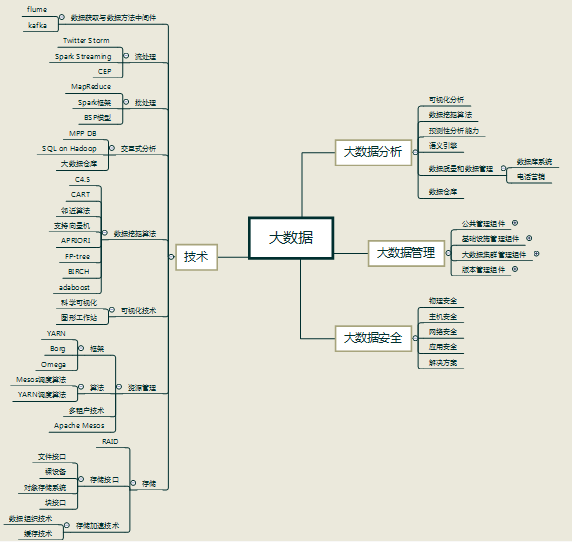 flume
kafka
数据获取与数据方法中间件
Twitter Storm
Spark Streaming
CEP
流处理
MapReduce
Spark框架
BSP模型
批处理
MPP DB
SQL on Hadoop
大数据仓库
交互式分析
C4.5
CART
邻近算法
支持向量机
APRIORI
FP-tree
BIRCH
adaboost
数据挖掘算法
科学可视化
图形工作站
可视化技术
YARN
Borg
Omega
框架
Mesos调度算法
YARN调度算法
算法
多租户技术
Apache Mesos
资源管理
RAID
文件接口
裸设备
对象存储系统
块接口
存储接口
数据组织技术
缓存技术
存储加速技术
存储
技术
大数据
大数据分析
可视化分析
数据挖掘算法
预测性分析能力
语义引擎
数据质量和数据管理
数据库系统
电话营销
数据仓库
大数据管理
公共管理组件
基础设施管理组件
大数据集群管理组件
版本管理组件
大数据安全
物理安全
主机安全
网络安全
应用安全
解决方案